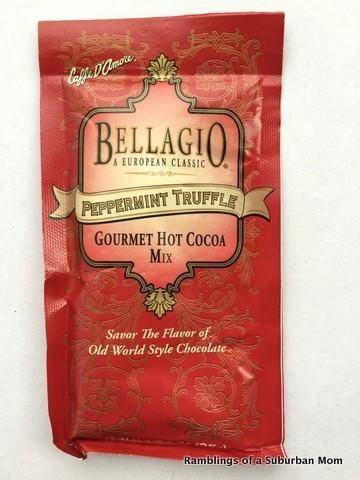 Caffe D'Amore
BELLAGIO®
A EUROPEAN CLASSIC
PEPPERMINT TRUFFLE
GOURMET HOT COCOA
MIX
Savor The Flavor of
Old World Style Chocolate
Ramblings of a Suburban Mom